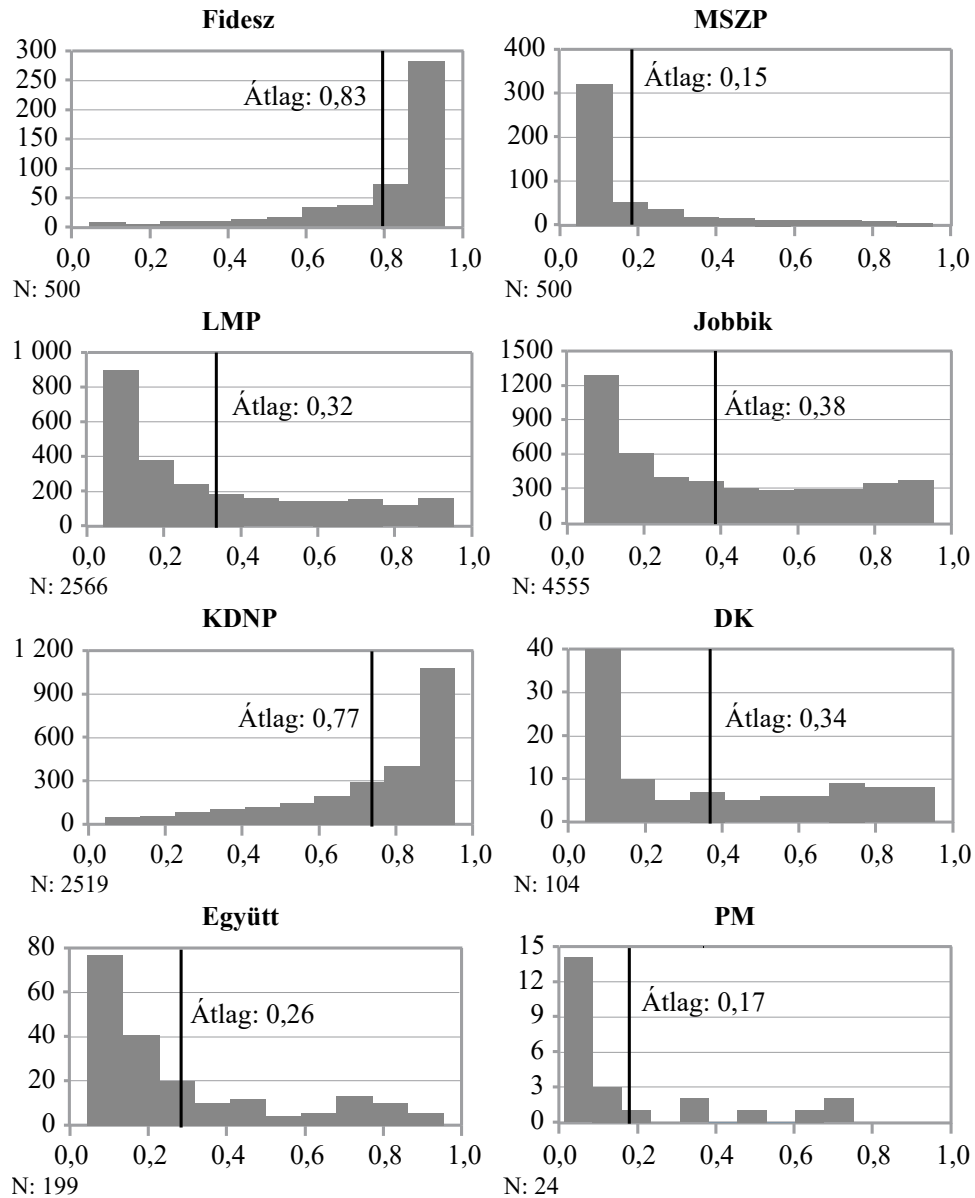 Fidesz
300
250
200
150
100
50
0
Átlag: 0,83
0,0 0,2 0,4 0,6 0,8 1,0
N: 500
MSZP
400
300
200
100
0
Átlag: 0,15
0,0 0,2 0,4 0,6 0,8 1,0
N: 500
LMP
1 000
800
600
400
200
0
Átlag: 0,32
0,0 0,2 0,4 0,6 0,8 1,0
N: 2566
Jobbik
1500
1200
900
600
300
0
Átlag: 0,38
0,0 0,2 0,4 0,6 0,8 1,0
N: 4555
KDNP
1 200
900
600
300
0
Átlag: 0,77
0,0 0,2 0,4 0,6 0,8 1,0
N: 2519
DK
40
30
20
10
0
Átlag: 0,34
0,0 0,2 0,4 0,6 0,8 1,0
N: 104
Együtt
80
60
40
20
0
Átlag: 0,26
0,0 0,2 0,4 0,6 0,8 1,0
N: 199
PM
15
12
9
6
3
0
Átlag: 0,17
0,0 0,2 0,4 0,6 0,8 1,0
N: 24